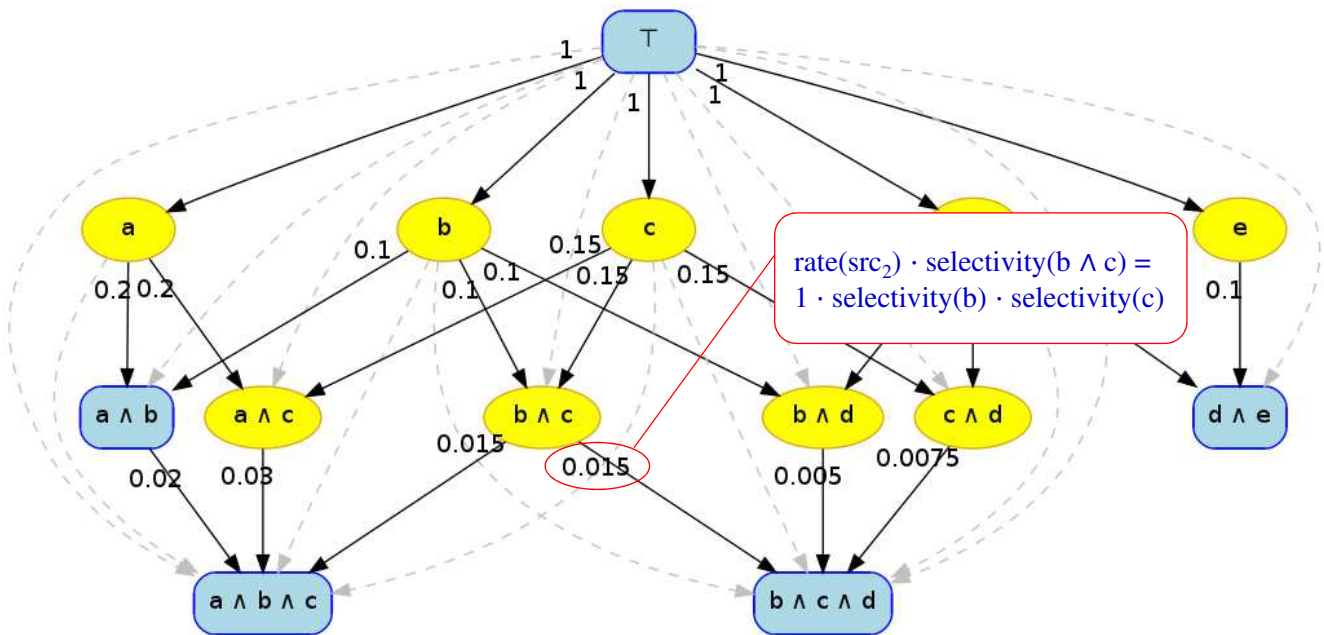 ⊤
1
1
1
1
1
a
b
c
e
0.2
0.2
0.1
0.1
0.1
0.15
0.15
0.15
0.1
rate(src₂) · selectivity(b ∧ c) =
1 · selectivity(b) · selectivity(c)
a ∧ b
a ∧ c
b ∧ c
b ∧ d
c ∧ d
d ∧ e
0.02
0.03
0.015
0.015
0.005
0.0075
a ∧ b ∧ c
b ∧ c ∧ d